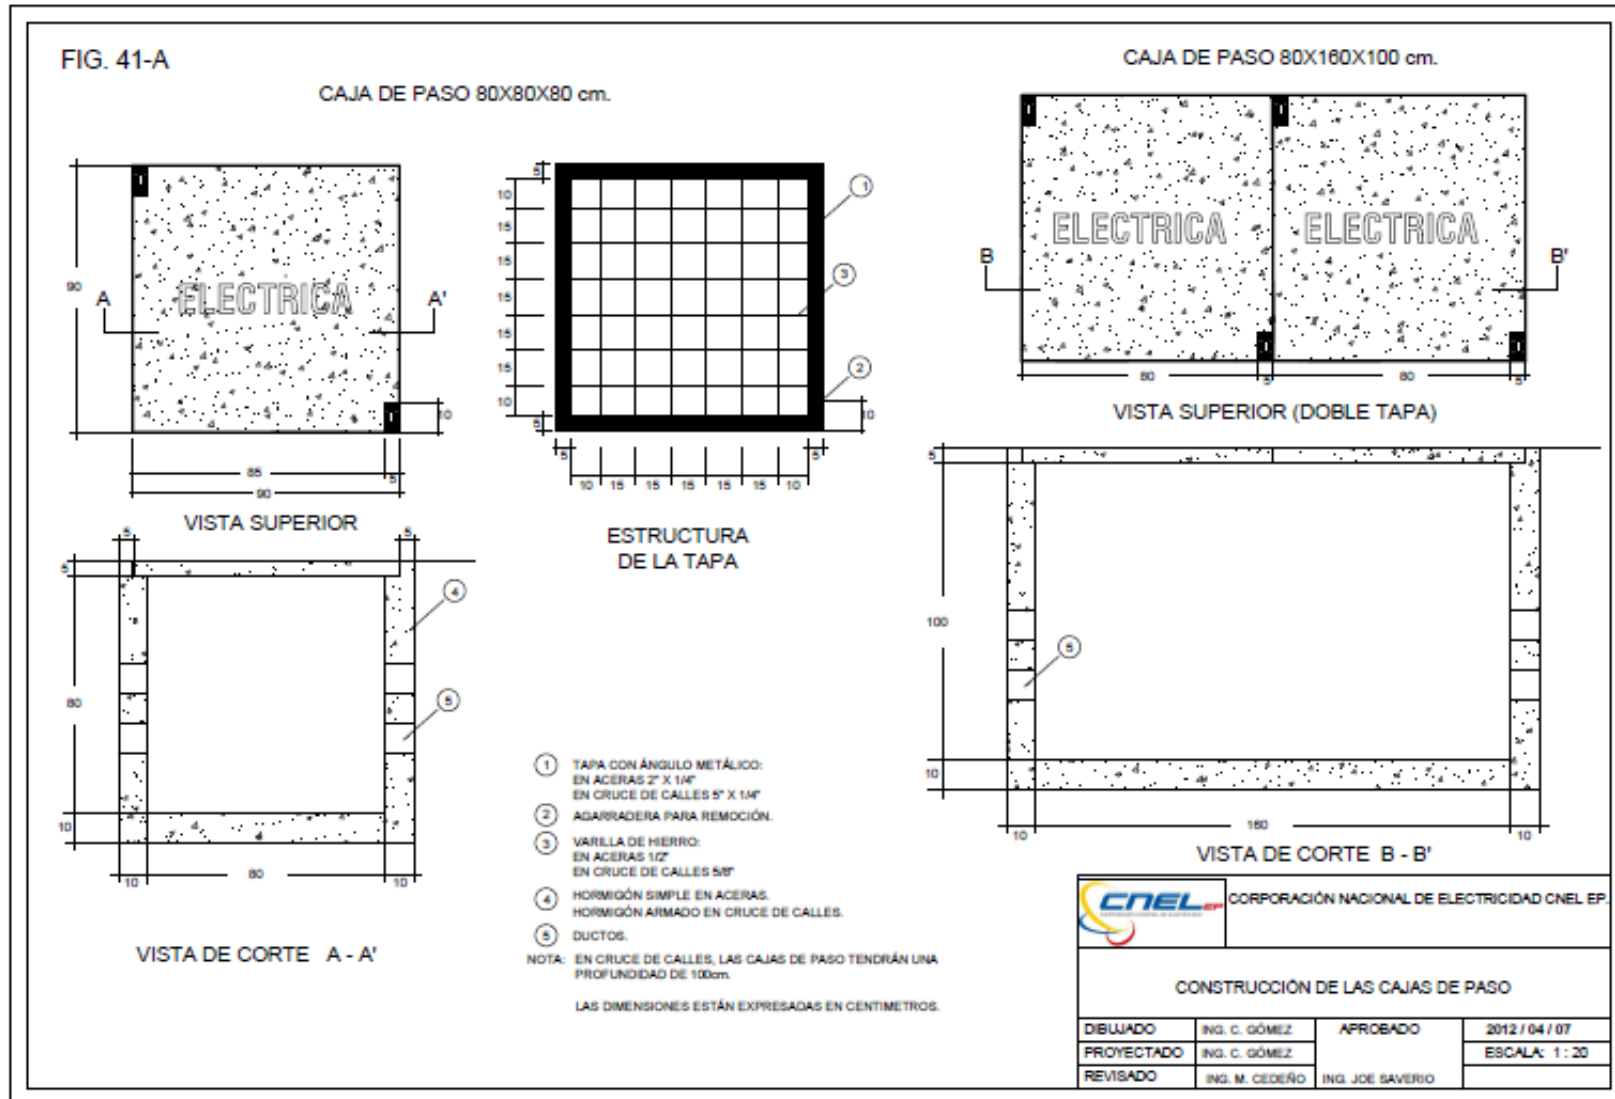 FIG. 41-A
CAJA DE PASO 80X80X80 cm.
CAJA DE PASO 80X160X100 cm.
90
A
A'
ELECTRICA
10
85
5
90
VISTA SUPERIOR
5
10
15
15
15
15
15
10
5
1
3
2
10
5
5
10
15
15
15
15
15
10
ESTRUCTURA
DE LA TAPA
ELECTRICA
ELECTRICA
B
B'
80
5
80
5
VISTA SUPERIOR (DOBLE TAPA)
5
5
5
4
80
5
10
10
80
10
VISTA DE CORTE A - A'
5
100
5
10
10
160
10
VISTA DE CORTE B - B'
1 TAPA CON ÁNGULO METÁLICO:
EN ACERAS 2" X 1/4"
EN CRUCE DE CALLES 5" X 1/4"
2 AGARRADERA PARA REMOCIÓN.
3 VARILLA DE HIERRO:
EN ACERAS 1/2"
EN CRUCE DE CALLES 5/8"
4 HORMIGÓN SIMPLE EN ACERAS.
HORMIGÓN ARMADO EN CRUCE DE CALLES.
5 DUCTOS.
NOTA: EN CRUCE DE CALLES, LAS CAJAS DE PASO TENDRÁN UNA
PROFUNDIDAD DE 100cm.
LAS DIMENSIONES ESTÁN EXPRESADAS EN CENTIMETROS.
CNEL EP
CORPORACIÓN NACIONAL DE ELECTRICIDAD CNEL EP.
CONSTRUCCIÓN DE LAS CAJAS DE PASO
DIBUJADO ING. C. GÓMEZ APROBADO 2012 / 04 / 07
PROYECTADO ING. C. GÓMEZ ESCALA: 1 : 20
REVISADO ING. M. CEDEÑO ING. JOE SAVERIO